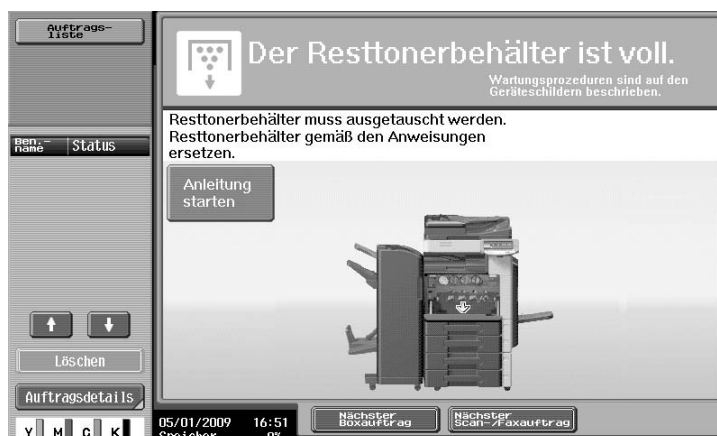 Auftrags-
liste
Der Resttonerbehälter ist voll.
Wartungsprozeduren sind auf den
Geräteschildern beschrieben.
Resttonerbehälter muss ausgetauscht werden.
Resttonerbehälter gemäß den Anweisungen
ersetzen.
Ben.-
name Status
Anleitung
starten
Löschen
Auftragsdetails
Y M C K
05/01/2009 16:51
Speicher 0%
Nächster
Boxauftrag
Nächster
Scan-/Faxauftrag